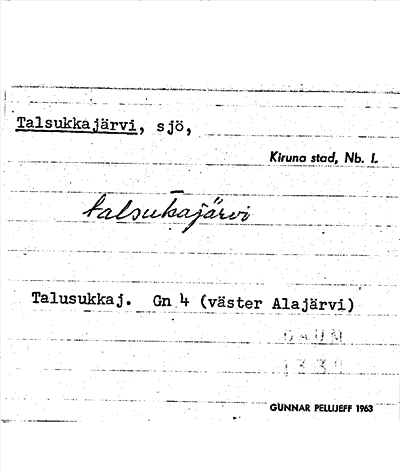 Talsukkajärvi, sjö,
Kiruna stad, Nb. l.
talsukajärvi
Talusukkaj. Gn 4 (väster Alajärvi)
GUNNAR PELLIJEFF 1963